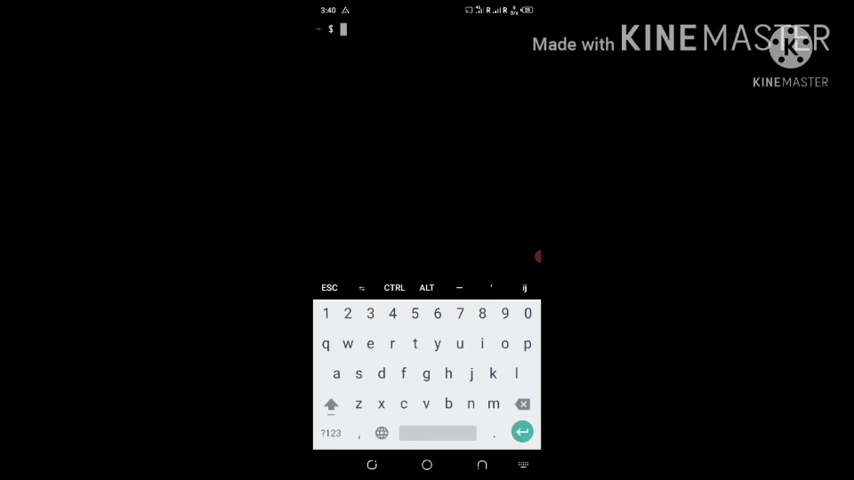 3:40
~ $
Made with KINEMASTER
K
KINEMASTER
ESC CTRL ALT — ij
1 2 3 4 5 6 7 8 9 0
q w e r t y u i o p
a s d f g h j k l
z x c v b n m
?123 , .